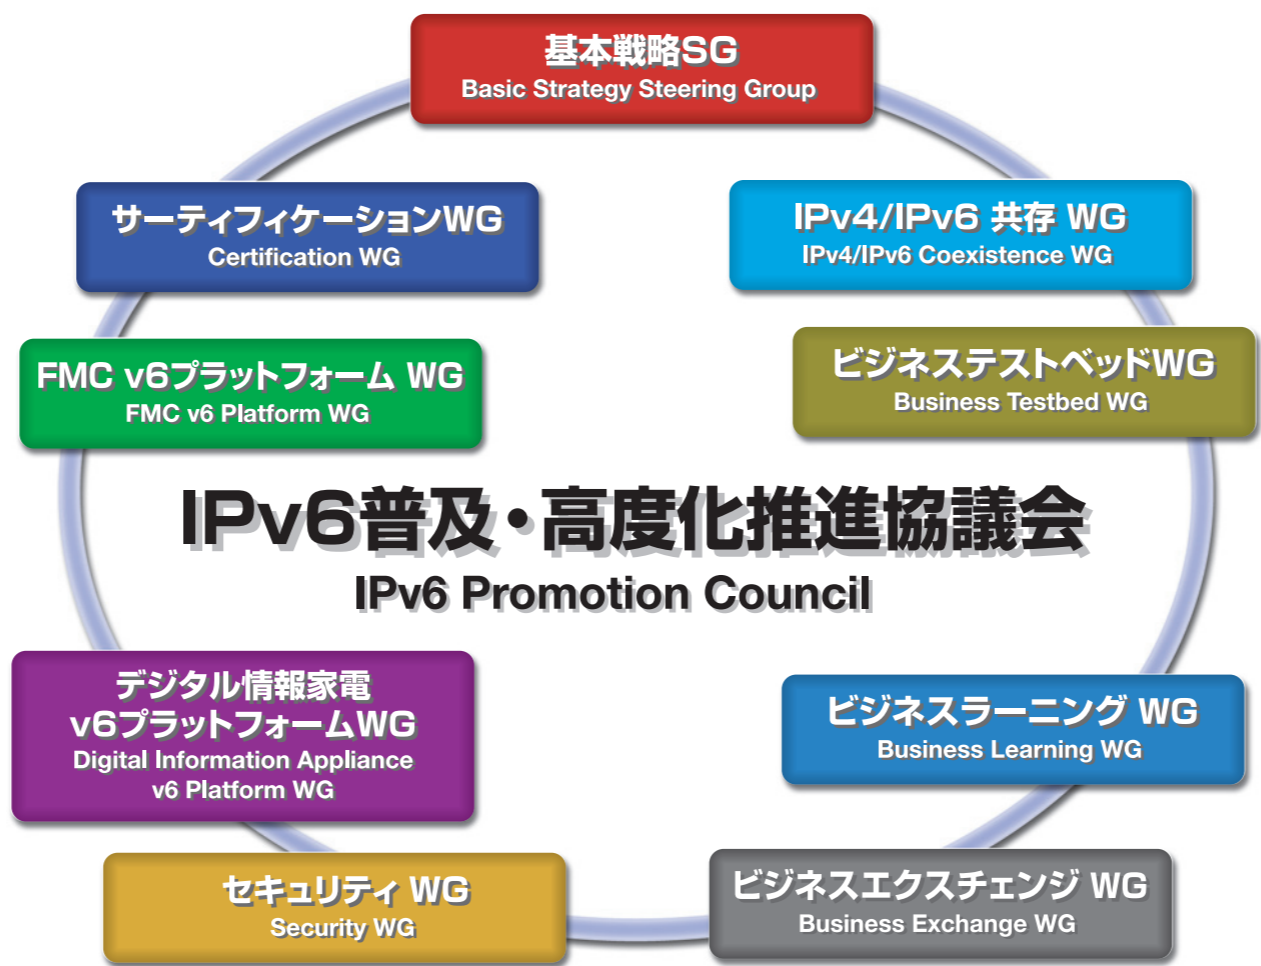 基本戦略SG
Basic Strategy Steering Group
サーティフィケーションWG
Certification WG
IPv4/IPv6 共存 WG
IPv4/IPv6 Coexistence WG
FMC v6プラットフォーム WG
FMC v6 Platform WG
ビジネステストベッドWG
Business Testbed WG
IPv6普及・高度化推進協議会
IPv6 Promotion Council
デジタル情報家電
v6プラットフォームWG
Digital Information Appliance
v6 Platform WG
ビジネスラーニング WG
Business Learning WG
セキュリティ WG
Security WG
ビジネスエクスチェンジ WG
Business Exchange WG